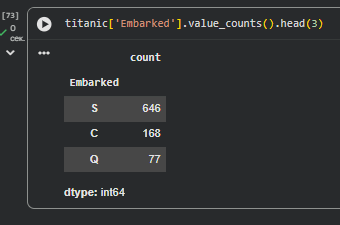 [73]
0
сек.
titanic['Embarked'].value_counts().head(3)
count
Embarked
S 646
C 168
Q 77
dtype: int64